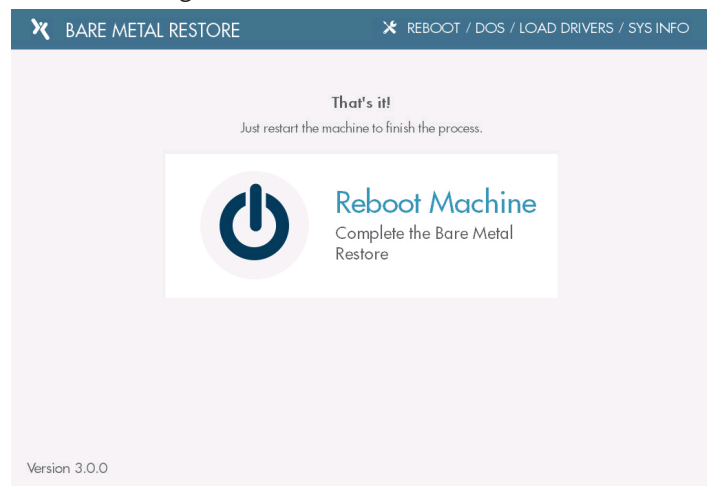 BARE METAL RESTORE
REBOOT / DOS / LOAD DRIVERS / SYS INFO
That's it!
Just restart the machine to finish the process.
Reboot Machine
Complete the Bare Metal
Restore
Version 3.0.0